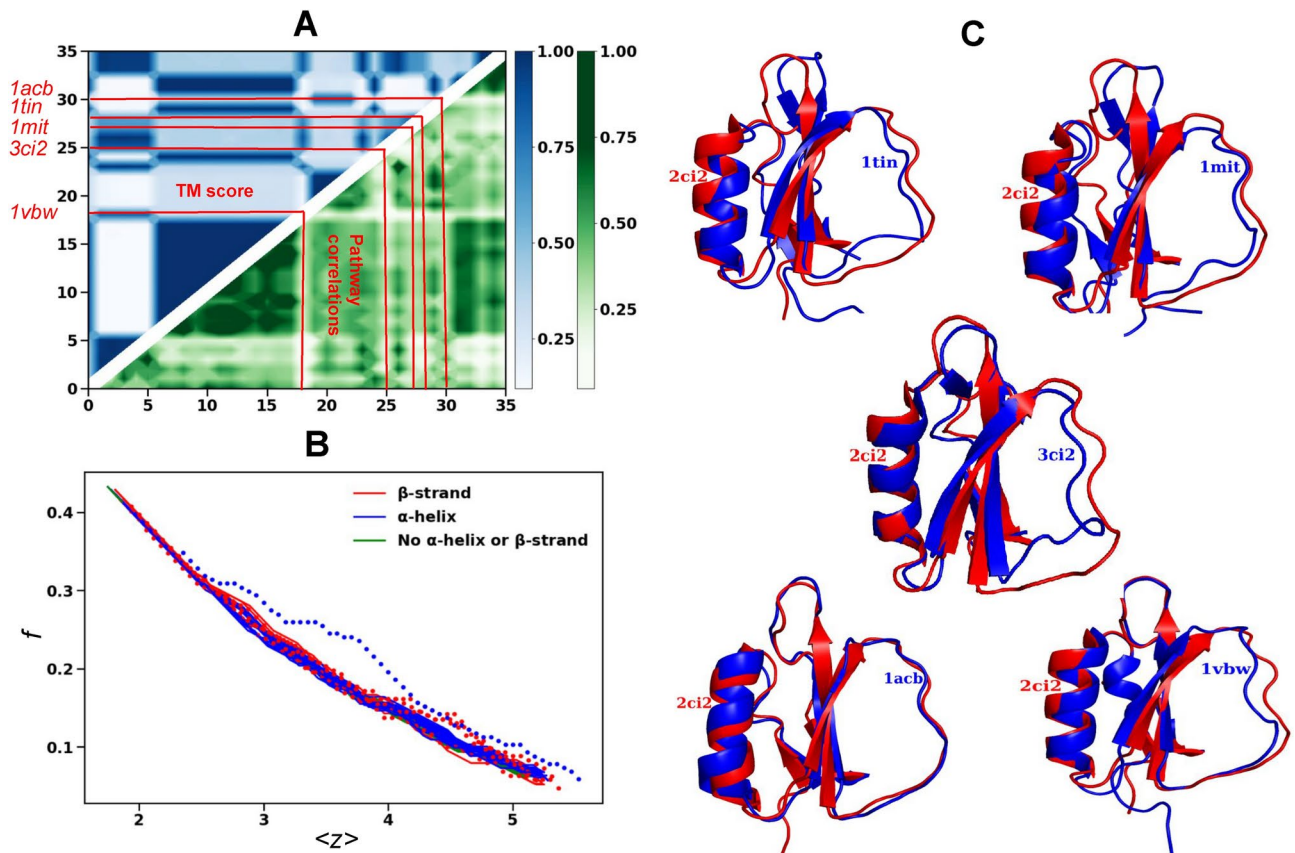 A
C
35
30
25
20
15
10
5
0
1acb
1tin
1mit
3ci2
1vbw
TM score
Pathway
correlations
0 5 10 15 20 25 30 35
1.00
0.75
0.50
0.25
1.00
0.75
0.50
0.25
B
β-strand
α-helix
No α-helix or β-strand
f
0.4
0.3
0.2
0.1
2 3 4 5
<z>
2ci2
1tin
2ci2
1mit
2ci2
3ci2
2ci2
1acb
2ci2
1vbw